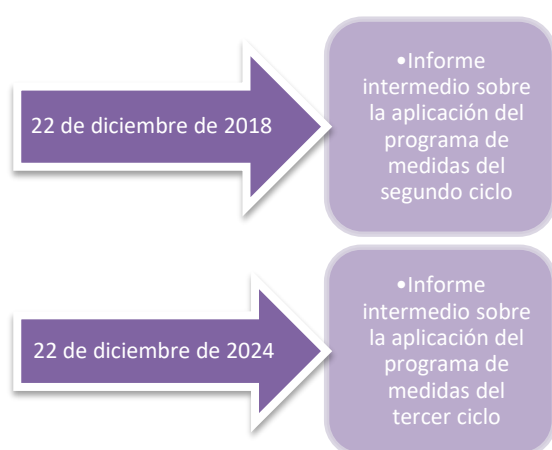 22 de diciembre de 2018
•Informe
intermedio sobre
la aplicación del
programa de
medidas del
segundo ciclo
22 de diciembre de 2024
•Informe
intermedio sobre
la aplicación del
programa de
medidas del
tercer ciclo